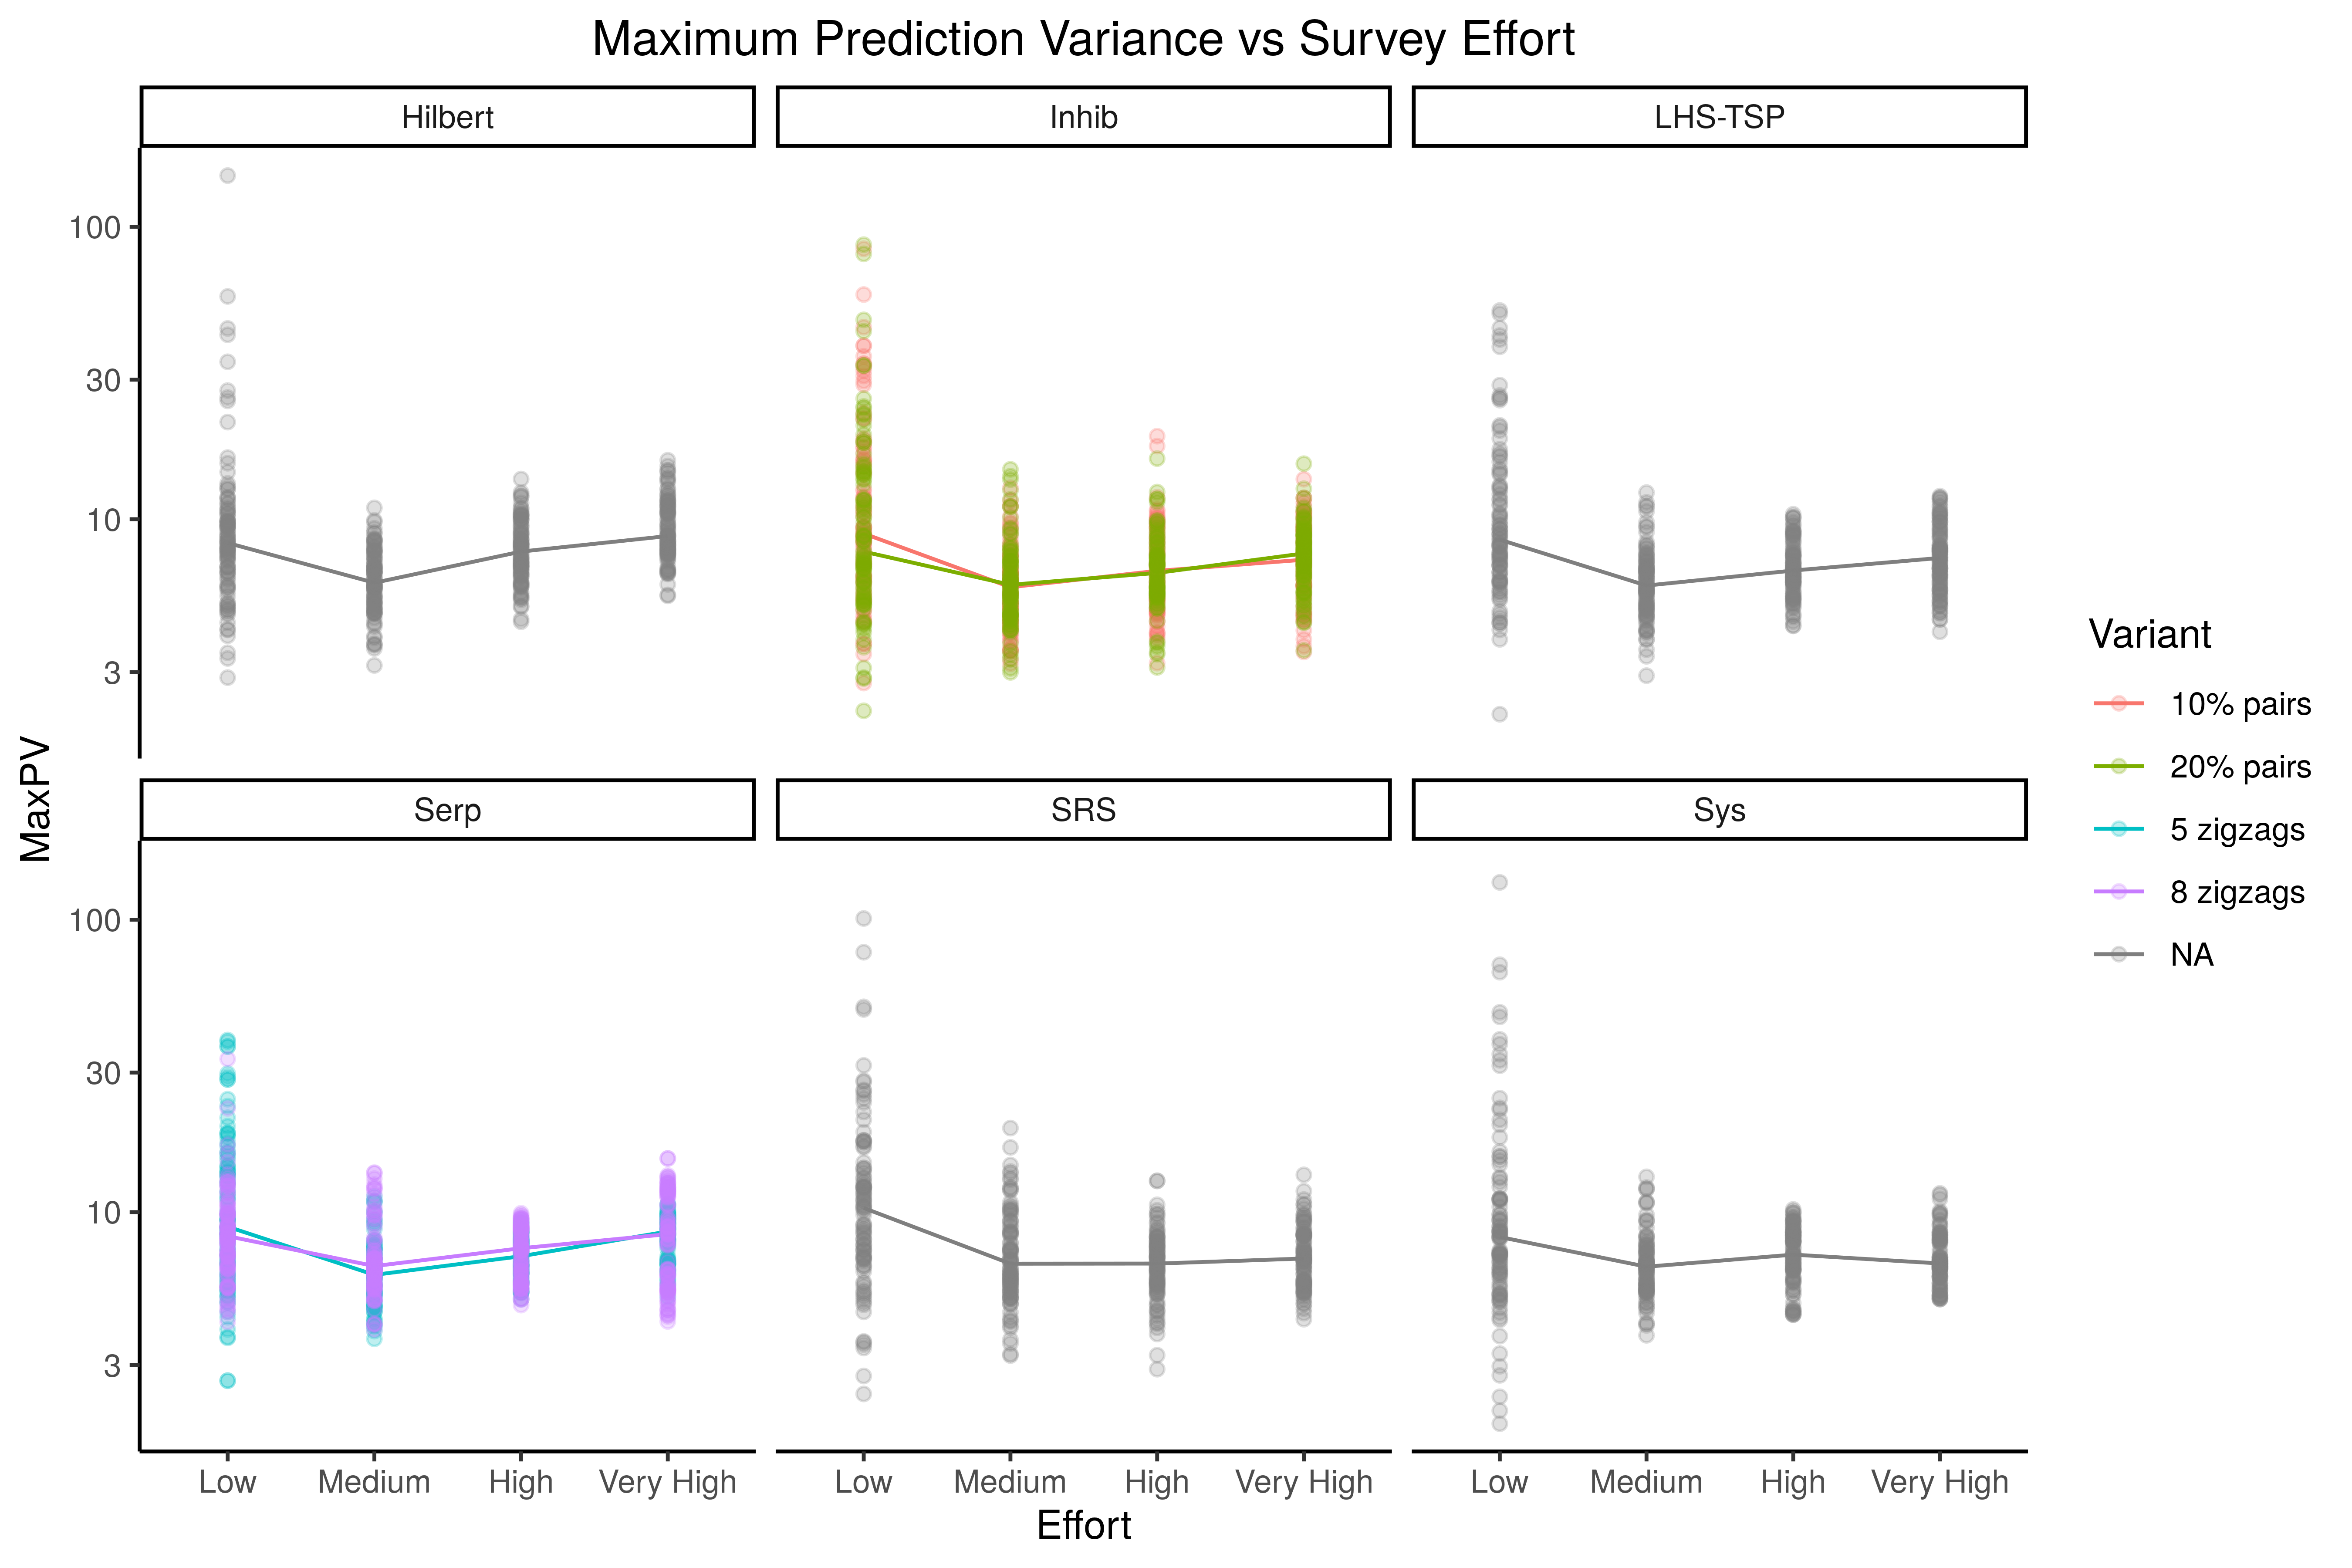 Maximum Prediction Variance vs Survey Effort
Hilbert
Inhib
LHS-TSP
100
30
10
3
Serp
SRS
Sys
100
30
10
3
MaxPV
Low Medium High Very High
Low Medium High Very High
Low Medium High Very High
Effort
Variant
10% pairs
20% pairs
5 zigzags
8 zigzags
NA